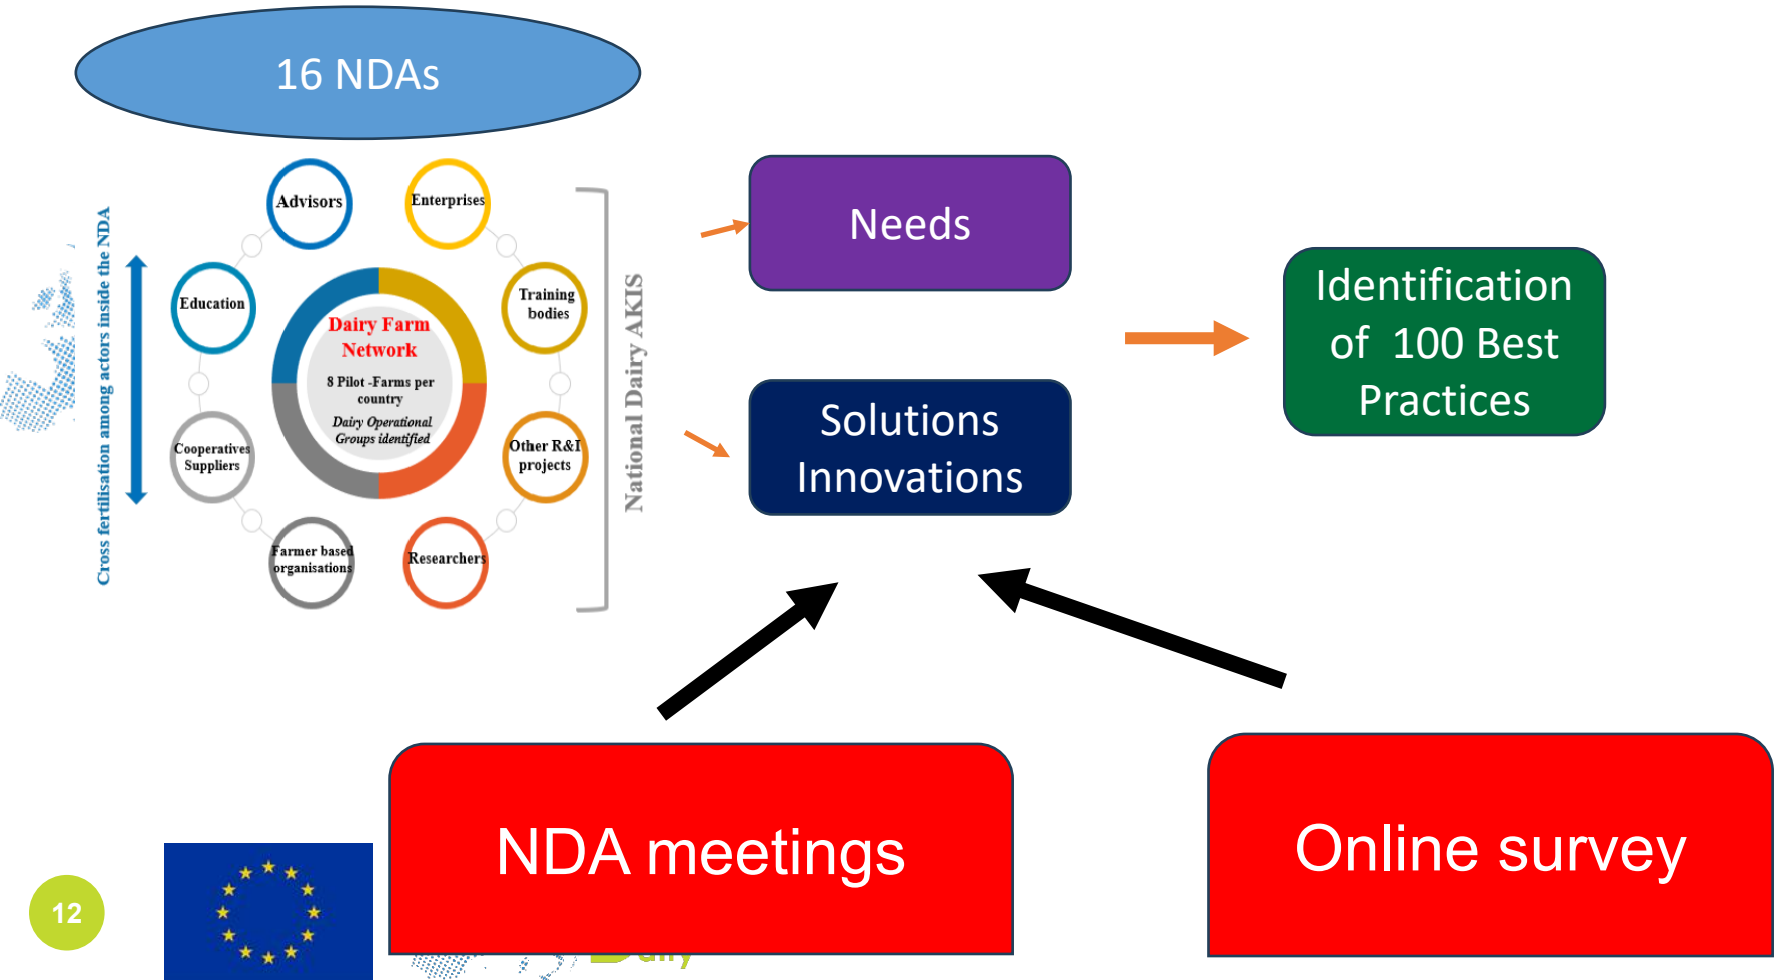 16 NDAs
Cross fertilisation among actors inside the NDA
Advisors
Enterprises
Education
Training
bodies
Dairy Farm
Network
8 Pilot -Farms per
country
Dairy Operational
Groups identified
Cooperatives
Suppliers
Other R&I
projects
Farmer based
organisations
Researchers
National Dairy AKIS
Needs
Solutions
Innovations
Identification
of 100 Best
Practices
NDA meetings
Online survey
12